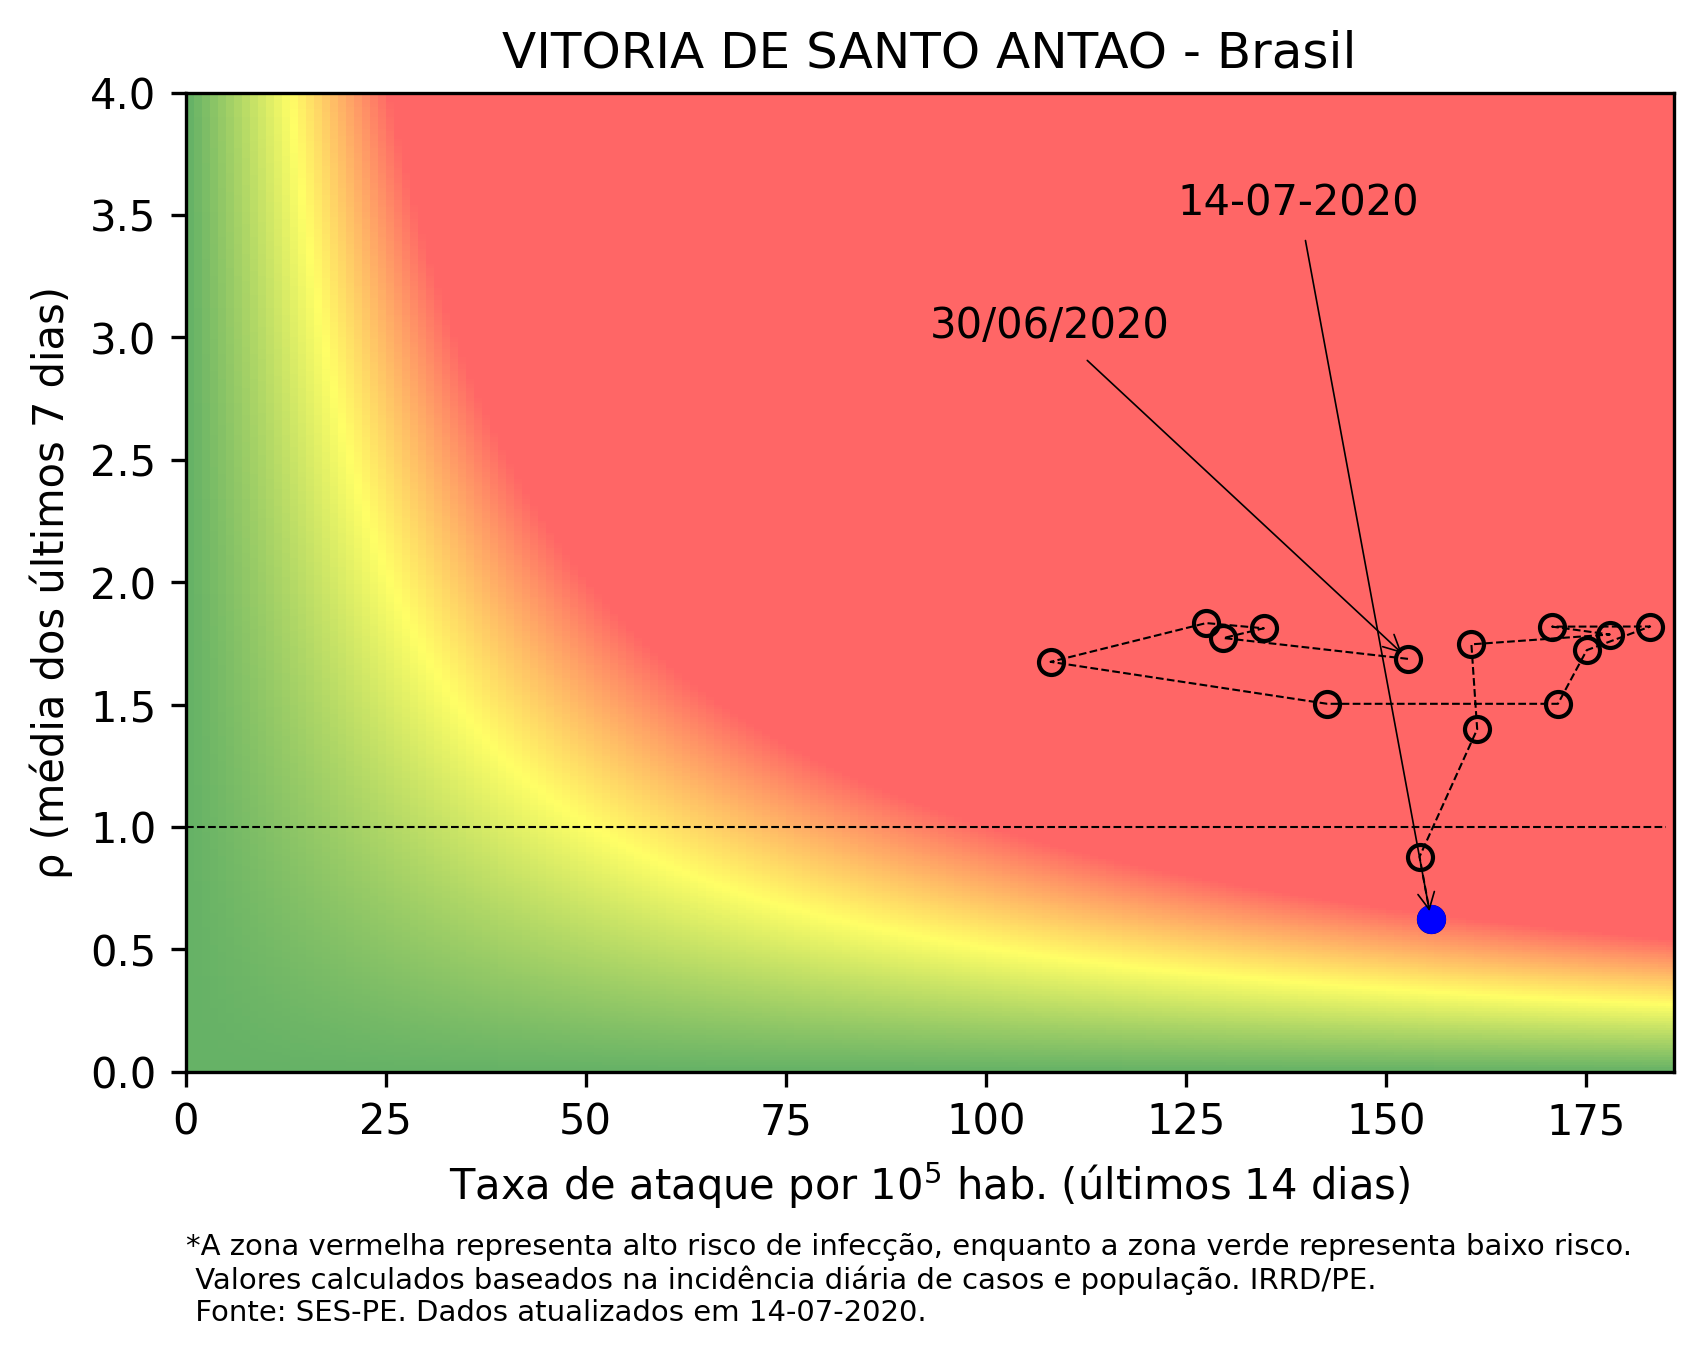 VITORIA DE SANTO ANTAO - Brasil
4.0
3.5
3.0
2.5
2.0
1.5
1.0
0.5
0.0
ρ (média dos últimos 7 dias)
14-07-2020
30/06/2020
0 25 50 75 100 125 150 175
Taxa de ataque por 10⁵ hab. (últimos 14 dias)
*A zona vermelha representa alto risco de infecção, enquanto a zona verde representa baixo risco.
Valores calculados baseados na incidência diária de casos e população. IRRD/PE.
Fonte: SES-PE. Dados atualizados em 14-07-2020.